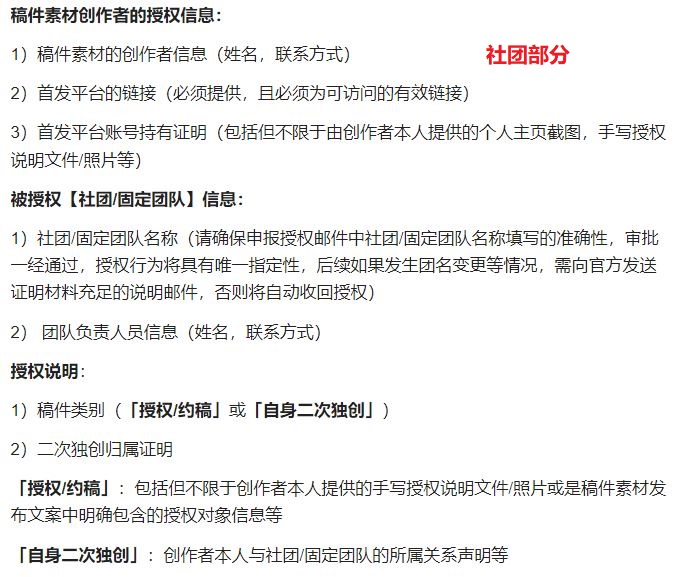 稿件素材创作者的授权信息：
1）稿件素材的创作者信息（姓名，联系方式）
社团部分
2）首发平台的链接（必须提供，且必须为可访问的有效链接）
3）首发平台账号持有证明（包括但不限于由创作者本人提供的个人主页截图，手写授权
说明文件/照片等）
被授权【社团/固定团队】信息：
1）社团/固定团队名称（请确保申报授权邮件中社团/固定团队名称填写的准确性，审批
一经通过，授权行为将具有唯一指定性，后续如果发生团名变更等情况，需向官方发送
证明材料充足的说明邮件，否则将自动收回授权）
2） 团队负责人员信息（姓名，联系方式）
授权说明：
1）稿件类别（「授权/约稿」或「自身二次独创」）
2）二次独创归属证明
「授权/约稿」：包括但不限于创作者本人提供的手写授权说明文件/照片或是稿件素材发
布文案中明确包含的授权对象信息等
「自身二次独创」：创作者本人与社团/固定团队的所属关系声明等